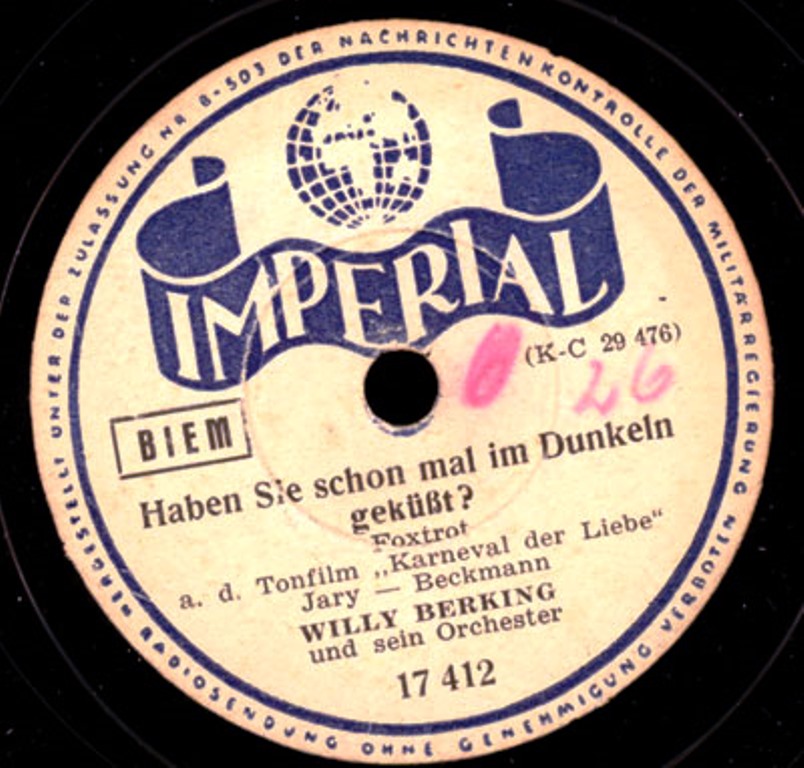 HERGESTELLT UNTER DER ZULASSUNG NR B-503 DER NACHRICHTENKONTROLLE DER MILITÄRREGIERUNG
RADIOSENDUNG OHNE GENEHMIGUNG VERBOTEN
IMPERIAL
(K-C 29 476)
26
BIEM
Haben Sie schon mal im Dunkeln
geküßt?
Foxtrot
a. d. Tonfilm „Karneval der Liebe“
Jary — Beckmann
WILLY BERKING
und sein Orchester
17 412